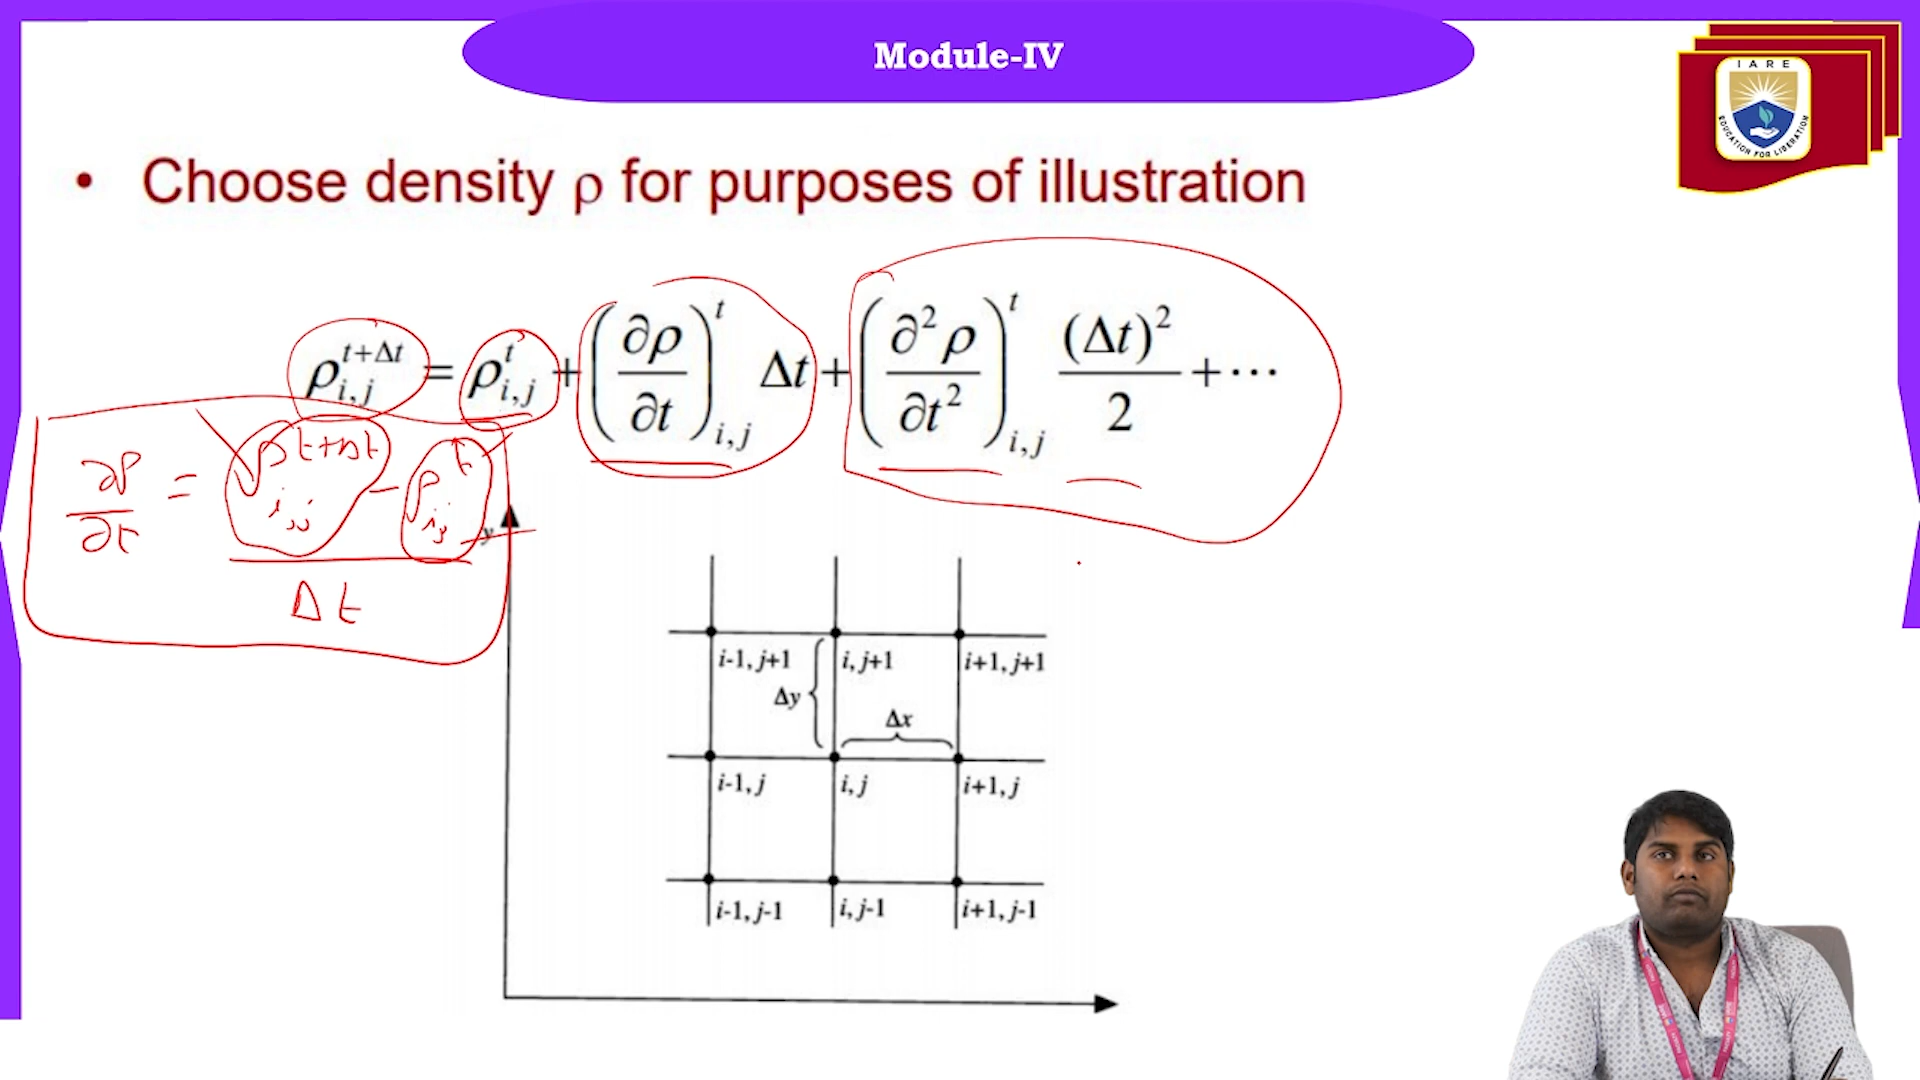 Module-IV
IARE
EDUCATION FOR LIBERATION
• Choose density ρ for purposes of illustration
ρ_{i,j}^{t+Δt} = ρ_{i,j}^{t} + (∂ρ/∂t)_{i,j}^{t} Δt + (∂²ρ/∂t²)_{i,j}^{t} (Δt)²/2 + ⋯
∂ρ/∂t = (ρ_{i,j}^{t+Δt} − ρ_{i,j}^{t}) / Δt
y
i-1, j+1 i, j+1 i+1, j+1
Δy
Δx
i-1, j i, j i+1, j
i-1, j-1 i, j-1 i+1, j-1